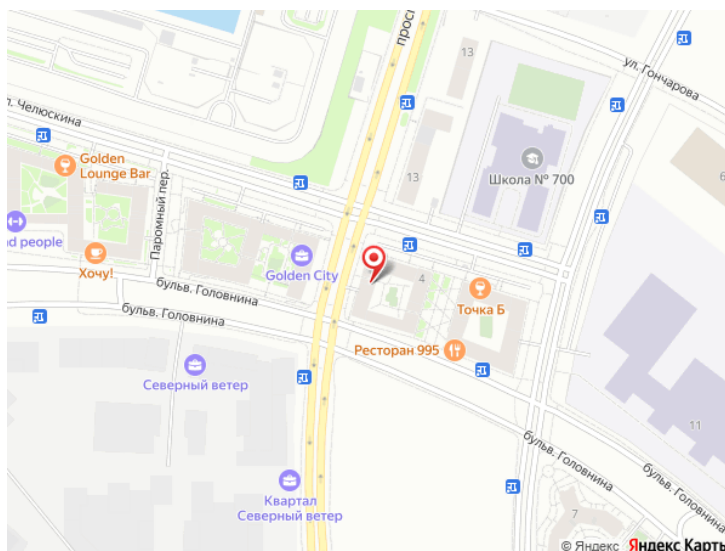 прос
13
ул. Гончарова
л. Челюскина
Golden
Lounge Bar
Паромный пер.
13
Школа № 700
6
nd people
Хочу!
Golden City
4
Точка Б
бульв. Головнина
бульв. Головнина
Ресторан 995
Северный ветер
11
бульв. Головнина
бульв. Головнина
Квартал
Северный ветер
7
© Яндекс Яндекс Карты